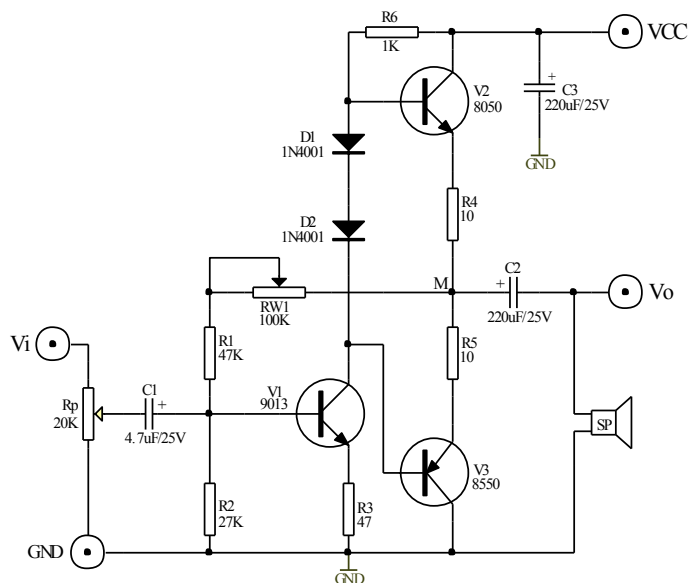 R6
1K
VCC
V2
8050
C3
+
220uF/25V
GND
D1
1N4001
D2
1N4001
R4
10
M
C2
+
220uF/25V
Vo
RW1
100K
R1
47K
R5
10
Vi
Rp
20K
C1
+
4.7uF/25V
V1
9013
SP
V3
8550
R2
27K
R3
47
GND
GND